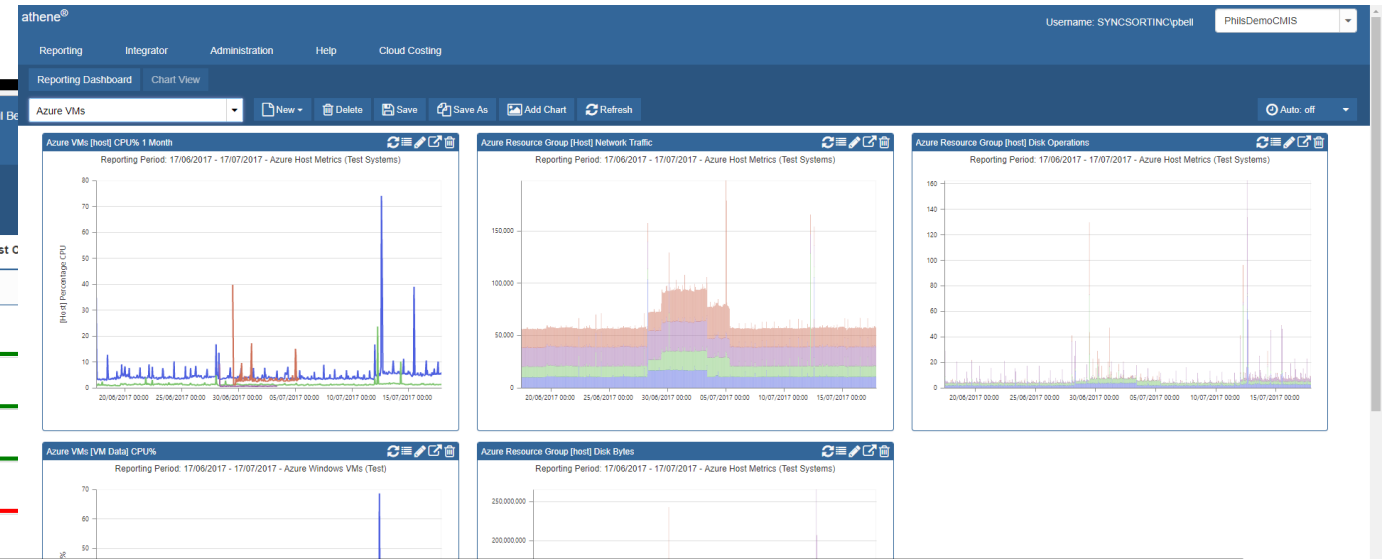 athene®
Username: SYNCSORTINC\pbell
PhilsDemoCMIS
Reporting Integrator Administration Help Cloud Costing
Reporting Dashboard Chart View
il Be
Azure VMs
New Delete Save Save As Add Chart Refresh
Auto: off
Azure VMs [host] CPU% 1 Month
Reporting Period: 17/06/2017 - 17/07/2017 - Azure Host Metrics (Test Systems)
[Host] Percentage CPU
80
70
60
50
40
30
20
10
0
20/06/2017 00:00 25/06/2017 00:00 30/06/2017 00:00 05/07/2017 00:00 10/07/2017 00:00 15/07/2017 00:00
Azure Resource Group [Host] Network Traffic
Reporting Period: 17/06/2017 - 17/07/2017 - Azure Host Metrics (Test Systems)
150.000
100.000
50.000
0
20/06/2017 00:00 25/06/2017 00:00 30/06/2017 00:00 05/07/2017 00:00 10/07/2017 00:00 15/07/2017 00:00
Azure Resource Group [host] Disk Operations
Reporting Period: 17/06/2017 - 17/07/2017 - Azure Host Metrics (Test Systems)
160
140
120
100
80
60
40
20
0
20/06/2017 00:00 25/06/2017 00:00 30/06/2017 00:00 05/07/2017 00:00 10/07/2017 00:00 15/07/2017 00:00
st C
Azure VMs [VM Data] CPU%
Reporting Period: 17/06/2017 - 17/07/2017 - Azure Windows VMs (Test)
70
60
50
%
Azure Resource Group [host] Disk Bytes
Reporting Period: 17/06/2017 - 17/07/2017 - Azure Host Metrics (Test Systems)
250.000.000
200.000.000